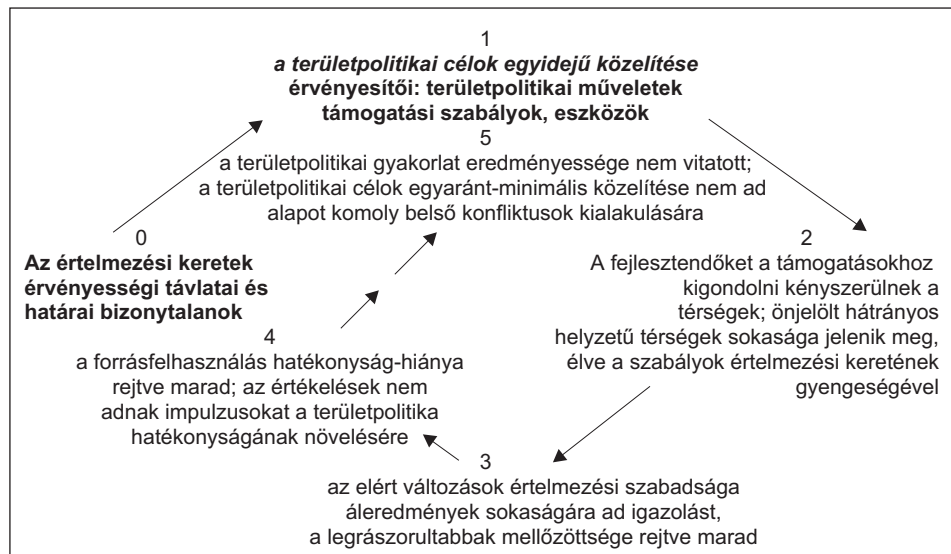 1
a területpolitikai célok egyidejű közelítése
érvényesítői: területpolitikai műveletek
támogatási szabályok, eszközök
5
a területpolitikai gyakorlat eredményessége nem vitatott;
a területpolitikai célok egyaránt-minimális közelítése nem ad
alapot komoly belső konfliktusok kialakulására
0
Az értelmezési keretek
érvényességi távlatai és
határai bizonytalanok
2
A fejlesztendőket a támogatásokhoz
kigondolni kényszerülnek a
térségek; önjelölt hátrányos
helyzetű térségek sokasága jelenik meg,
élve a szabályok értelmezési keretének
gyengeségével
4
a forrásfelhasználás hatékonyság-hiánya
rejtve marad; az értékelések nem
adnak impulzusokat a területpolitika
hatékonyságának növelésére
3
az elért változások értelmezési szabadsága
áleredmények sokaságára ad igazolást,
a legrászorultabbak mellőzöttsége rejtve marad